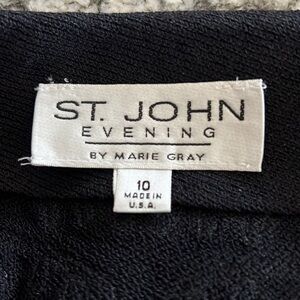 ST. JOHN
EVENING
BY MARIE GRAY
10
MADE IN
U.S.A.